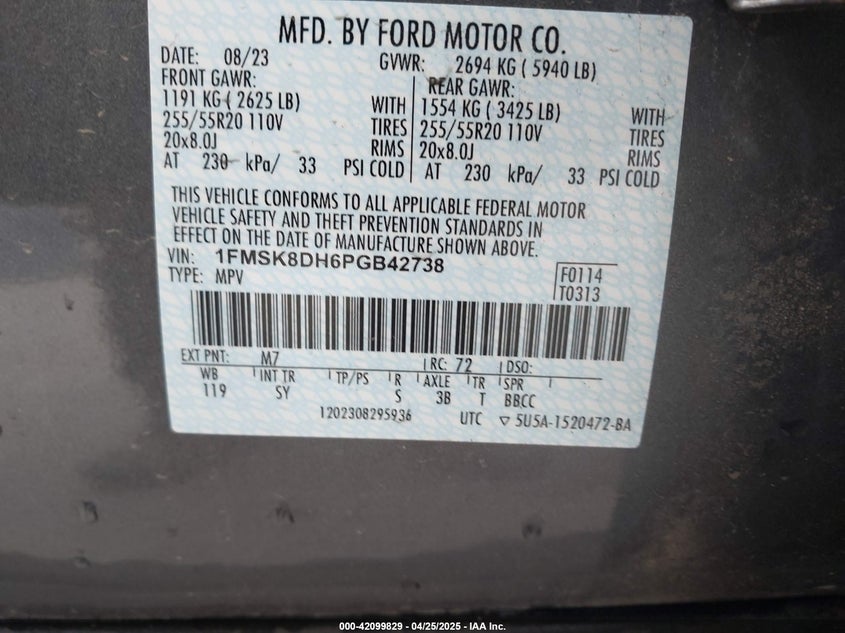 MFD. BY FORD MOTOR CO.
DATE: 08/23 GVWR: 2694 KG ( 5940 LB)
FRONT GAWR: REAR GAWR:
1191 KG ( 2625 LB) WITH 1554 KG ( 3425 LB) WITH
255/55R20 110V TIRES 255/55R20 110V TIRES
20x8.0J RIMS 20x8.0J RIMS
AT 230 kPa/ 33 PSI COLD AT 230 kPa/ 33 PSI COLD
THIS VEHICLE CONFORMS TO ALL APPLICABLE FEDERAL MOTOR
VEHICLE SAFETY AND THEFT PREVENTION STANDARDS IN
EFFECT ON THE DATE OF MANUFACTURE SHOWN ABOVE.
VIN: 1FMSK8DH6PGB42738
TYPE: MPV F0114
T0313
EXT PNT: M7 RC: 72 DSO:
WB INT TR TP/PS R AXLE TR SPR
119 SY S 3B T BBCC
1202308295936 UTC ▽ 5U5A-1520472-BA
000-42099829 / 04/25/2025 - IAA Inc.